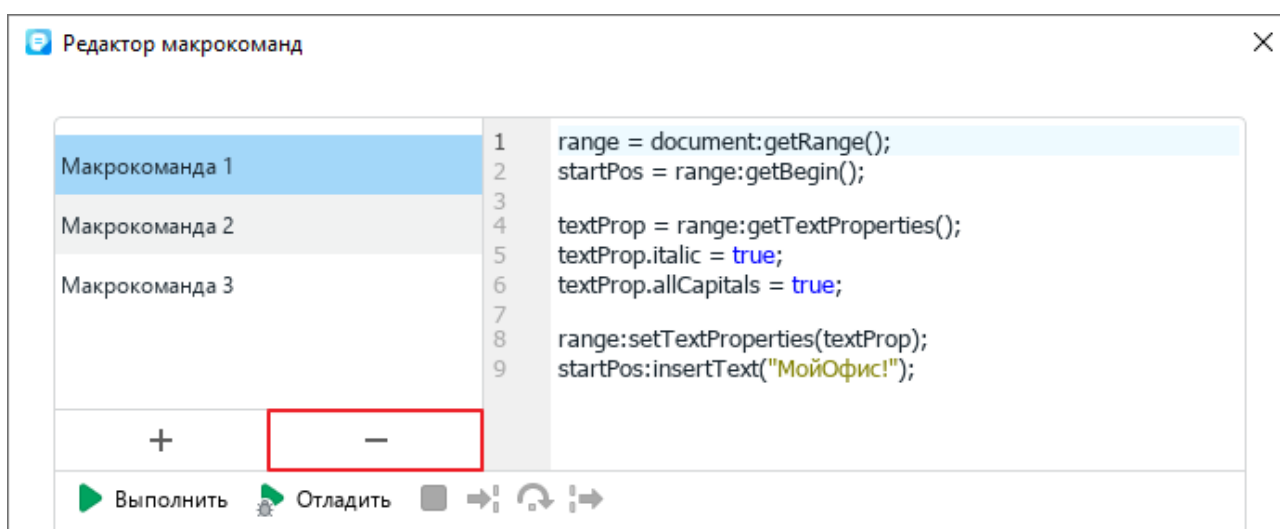 Редактор макрокоманд
Макрокоманда 1
Макрокоманда 2
Макрокоманда 3
+ −
1 range = document:getRange();
2 startPos = range:getBegin();
3
4 textProp = range:getTextProperties();
5 textProp.italic = true;
6 textProp.allCapitals = true;
7
8 range:setTextProperties(textProp);
9 startPos:insertText("МойОфис!");
Выполнить Отладить